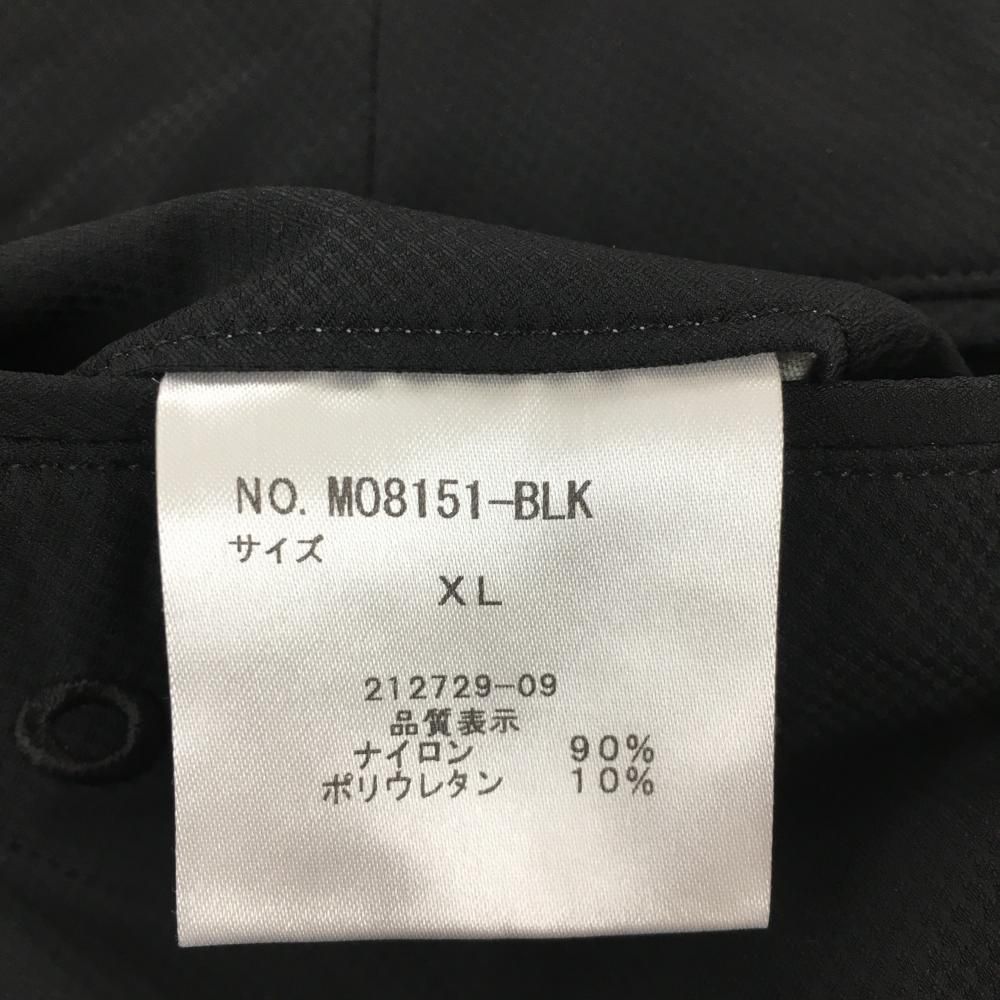 NO. M08151-BLK
サイズ
XL
212729-09
品質表示
ナイロン 90%
ポリウレタン 10%